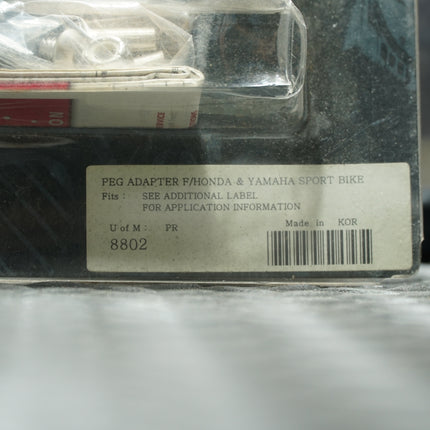 ION
PEG ADAPTER F/HONDA & YAMAHA SPORT BIKE
Fits : SEE ADDITIONAL LABEL
FOR APPLICATION INFORMATION
U of M : PR
Made in KOR
8802